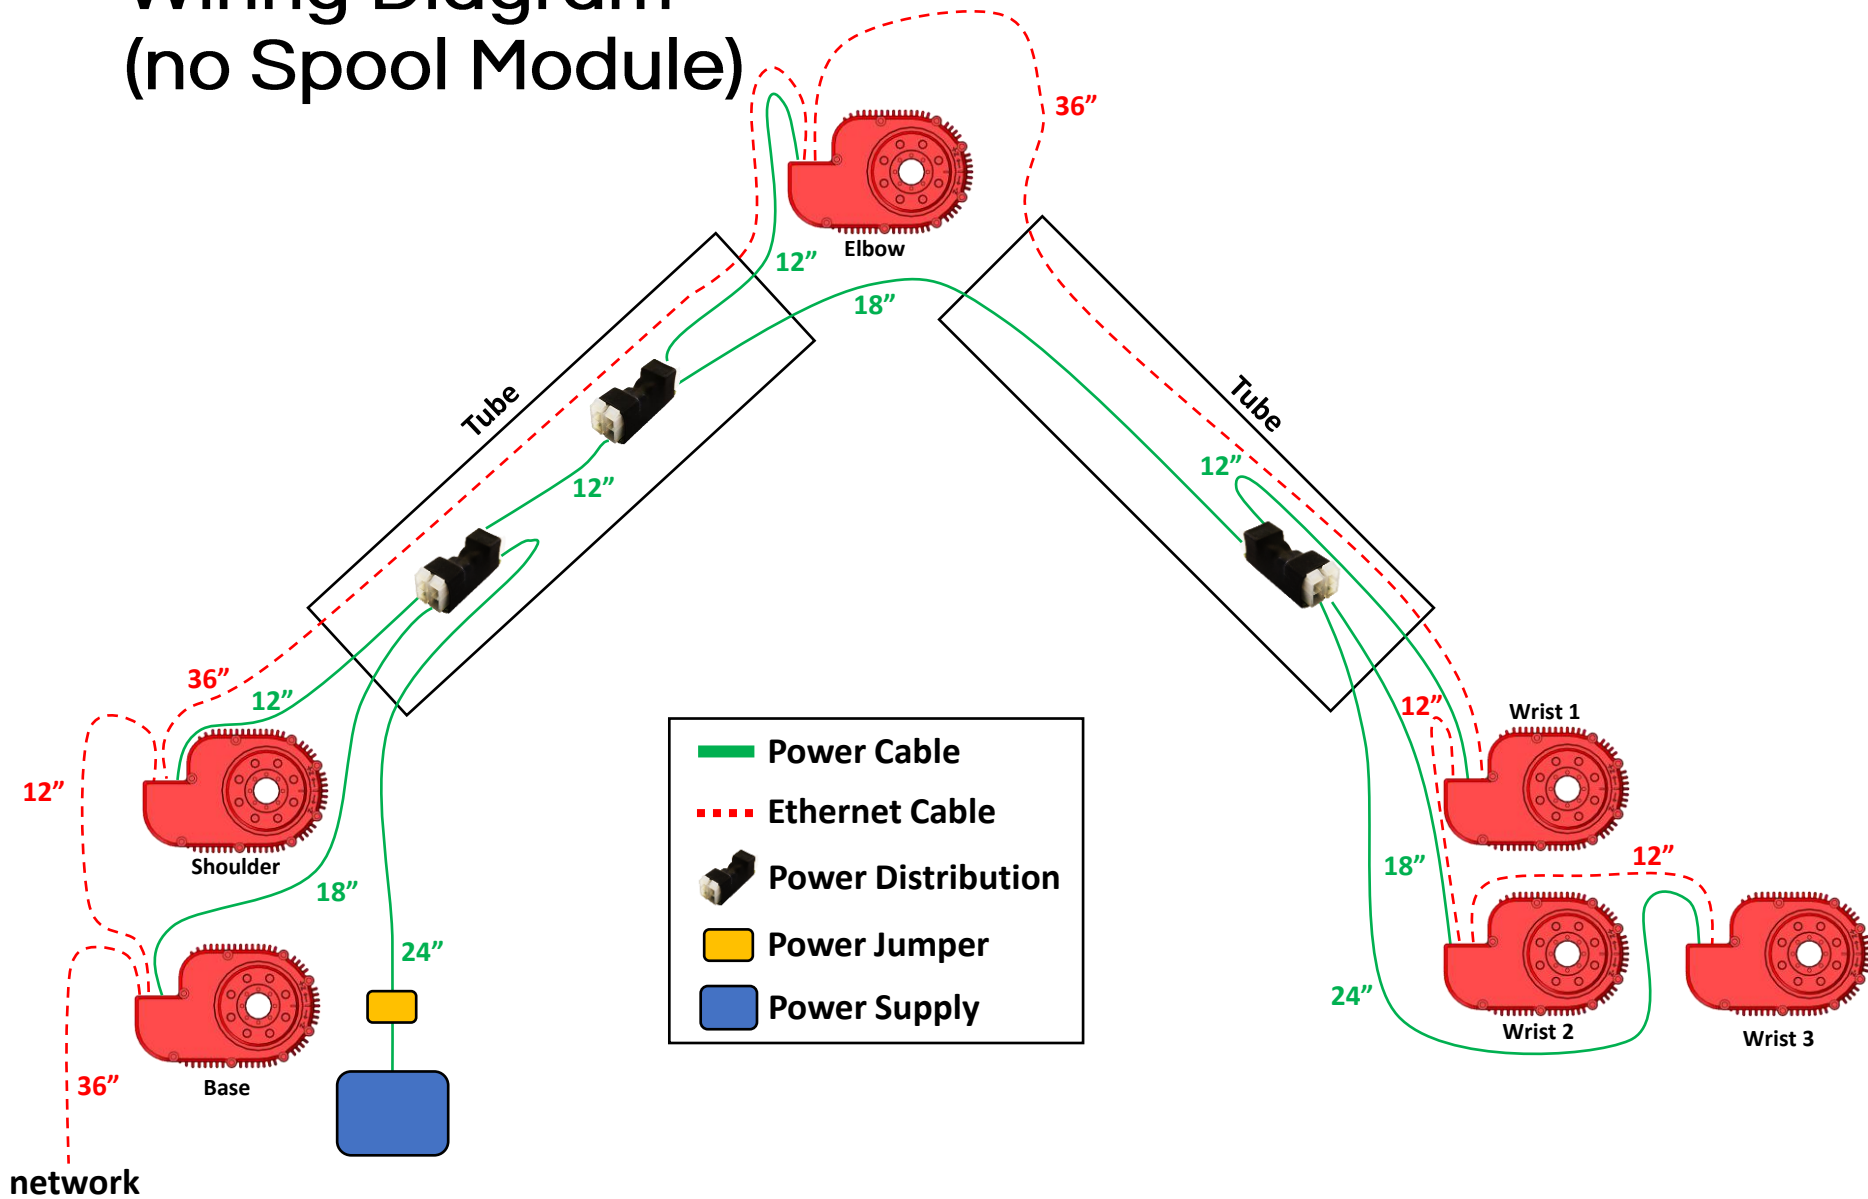 Wiring Diagram
(no Spool Module)
36”
Elbow
12”
18”
Tube
Tube
12”
12”
36”
12”
12”
Wrist 1
12”
Shoulder
18”
18”
12”
24”
24”
Wrist 2
Wrist 3
Base
36”
network
Power Cable
Ethernet Cable
Power Distribution
Power Jumper
Power Supply